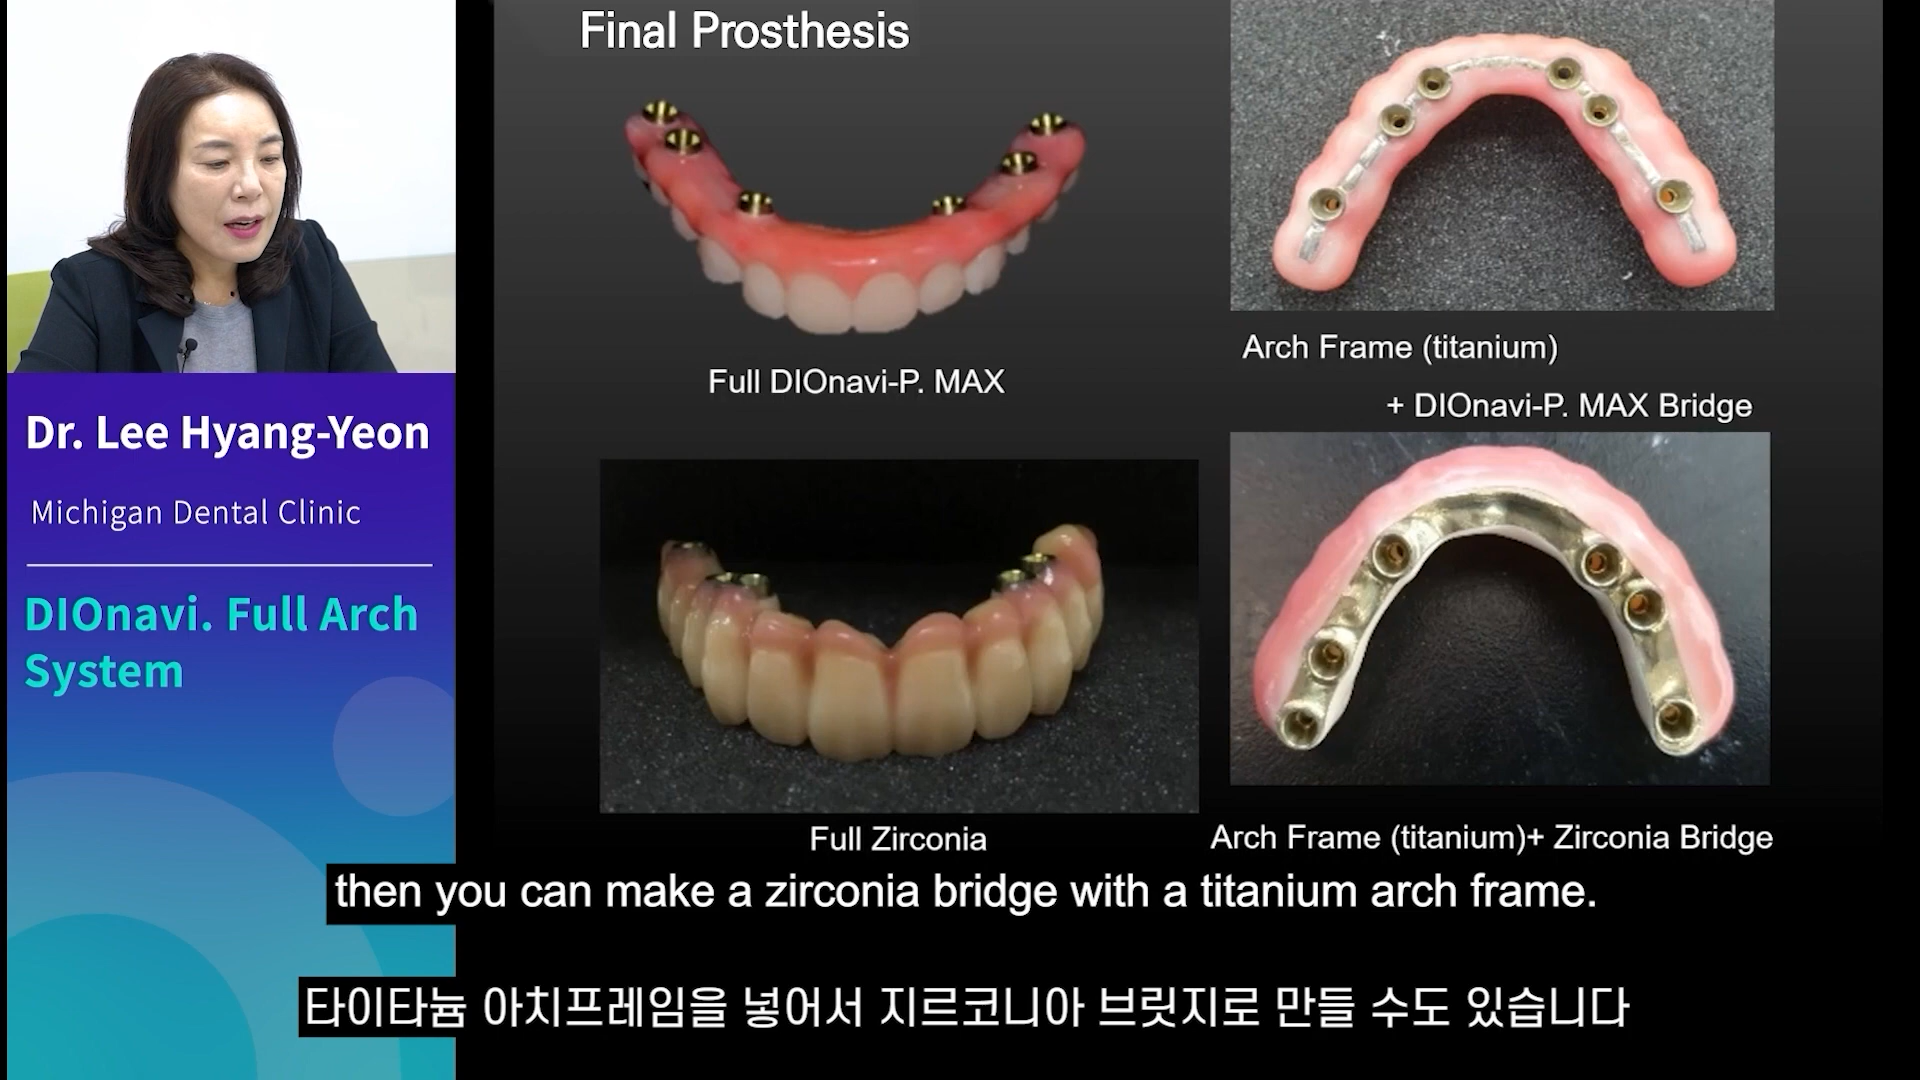 Final Prosthesis
Full DIOnavi-P. MAX
Arch Frame (titanium)
+ DIOnavi-P. MAX Bridge
Full Zirconia
Arch Frame (titanium)+ Zirconia Bridge
Dr. Lee Hyang-Yeon
Michigan Dental Clinic
DIOnavi. Full Arch
System
then you can make a zirconia bridge with a titanium arch frame.
타이타늄 아치프레임을 넣어서 지르코니아 브릿지로 만들 수도 있습니다